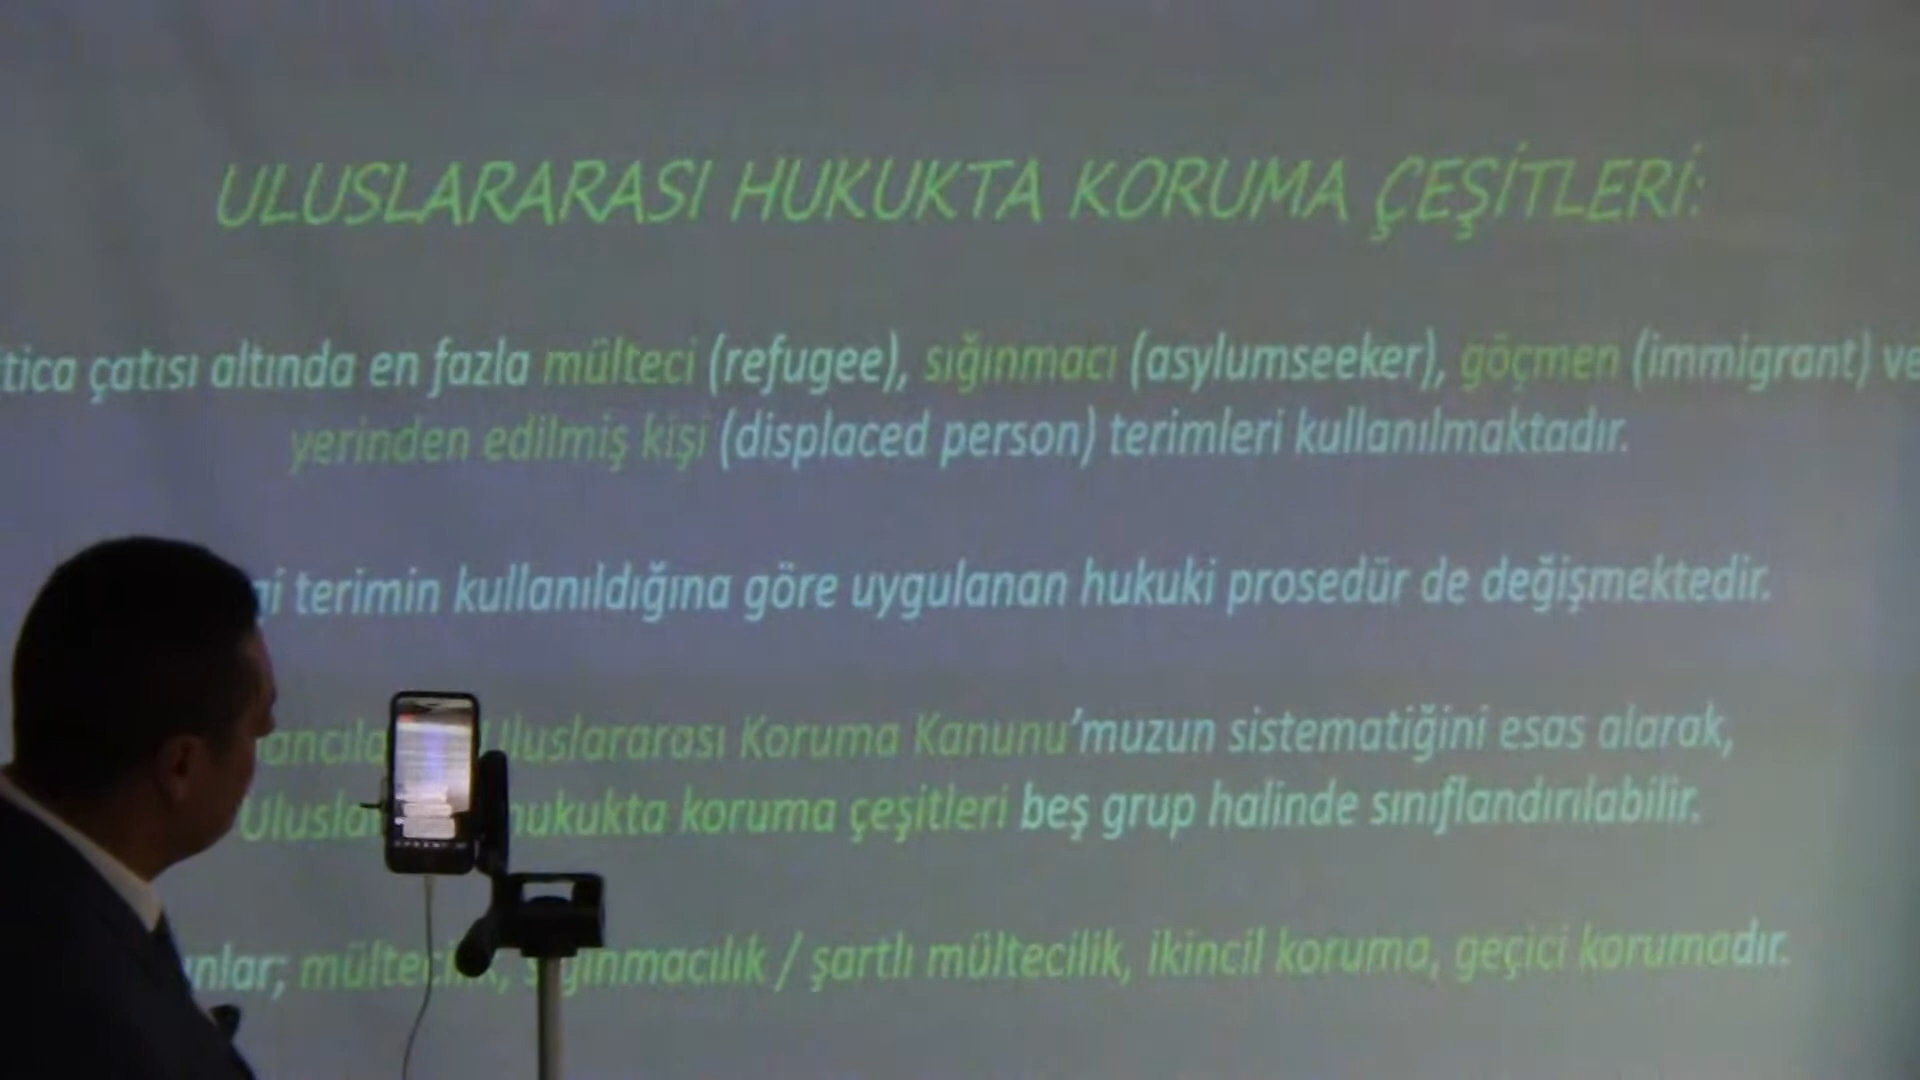 ULUSLARARASI HUKUKTA KORUMA ÇEŞİTLERİ:
çatısı altında en fazla mülteci (refugee), sığınmacı (asylumseeker), göçmen (immigrant) ve
yerinden edilmiş kişi (displaced person) terimleri kullanılmaktadır.
terimin kullanıldığına göre uygulanan hukuki prosedür de değişmektedir.
Uluslararası Koruma Kanunu'muzun sistematiğini esas alarak,
hukukta koruma çeşitleri beş grup halinde sınıflandırılabilir.
sığınmacılık / şartlı mültecilik, ikincil koruma, geçici korumadır.